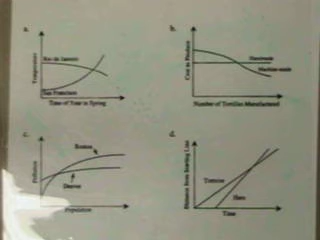 a.
Temperature
Rio de Janeiro
San Francisco
Time of Year in Spring
b.
Cost to Produce
Handmade
Machine-made
Number of Tortillas Manufactured
c.
Pollution
Boston
Denver
Population
d.
Distance from Starting Line
Tortoise
Hare
Time